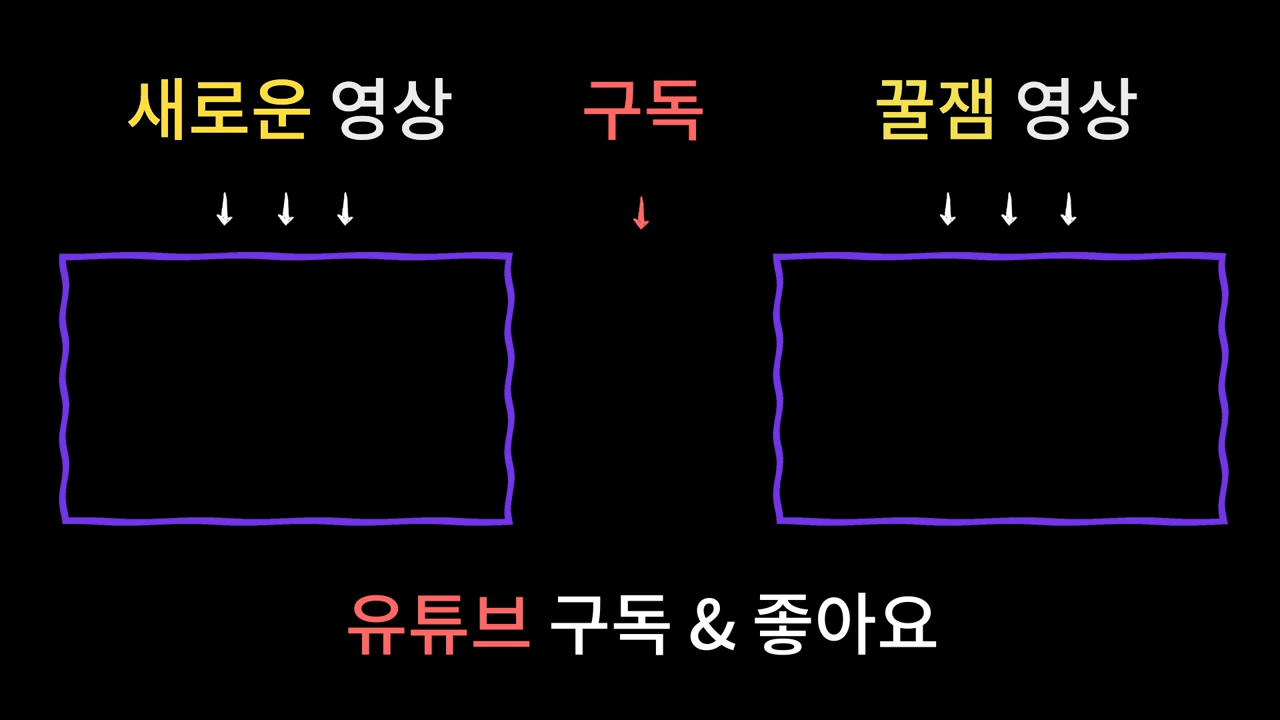 새로운 영상
구독
꿀잼 영상
유튜브 구독 & 좋아요